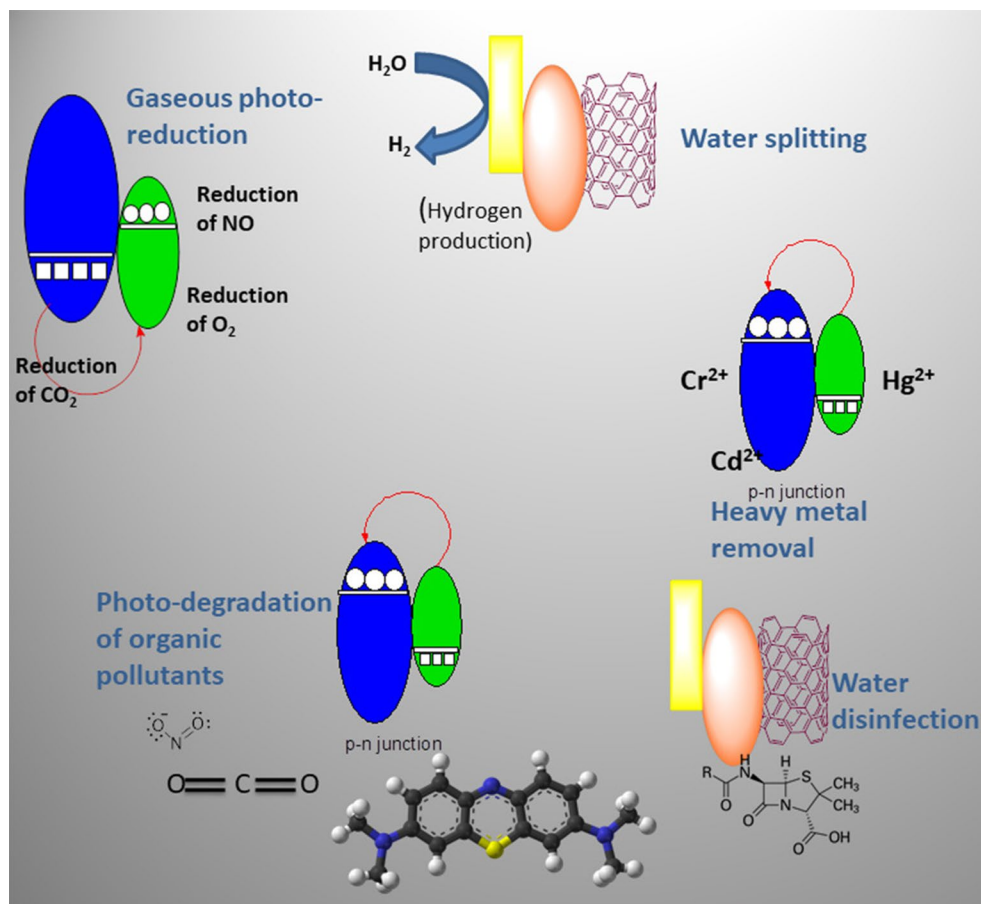 Gaseous photo-
reduction
Reduction
of NO
Reduction
of O₂
Reduction
of CO₂
H₂O
H₂
(Hydrogen
production)
Water splitting
Cr²⁺
Hg²⁺
Cd²⁺
p-n junction
Heavy metal
removal
Photo-degradation
of organic
pollutants
p-n junction
O N O
O C O
Water
disinfection
H
R N H S CH₃
CH₃
O
O N
O OH